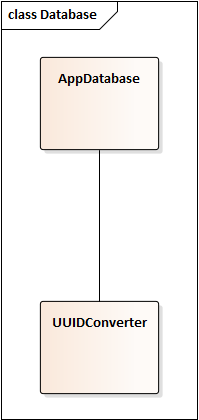 class Database
AppDatabase
UUIDConverter